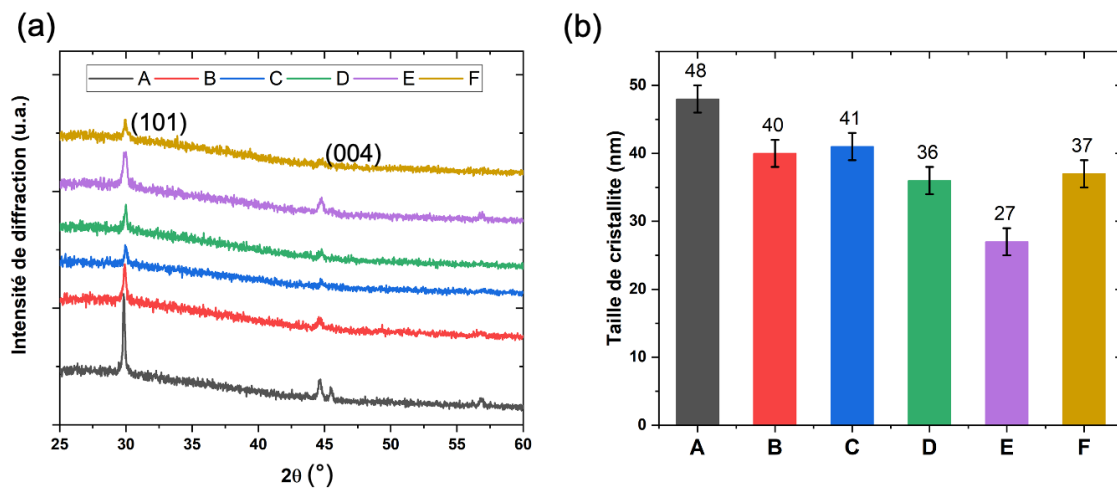 (a)
Intensité de diffraction (u.a.)
A B C D E F
(101)
(004)
25 30 35 40 45 50 55 60
2θ (°)
(b)
Taille de cristallite (nm)
50
40
30
20
10
0
48
40
41
36
27
37
A B C D E F